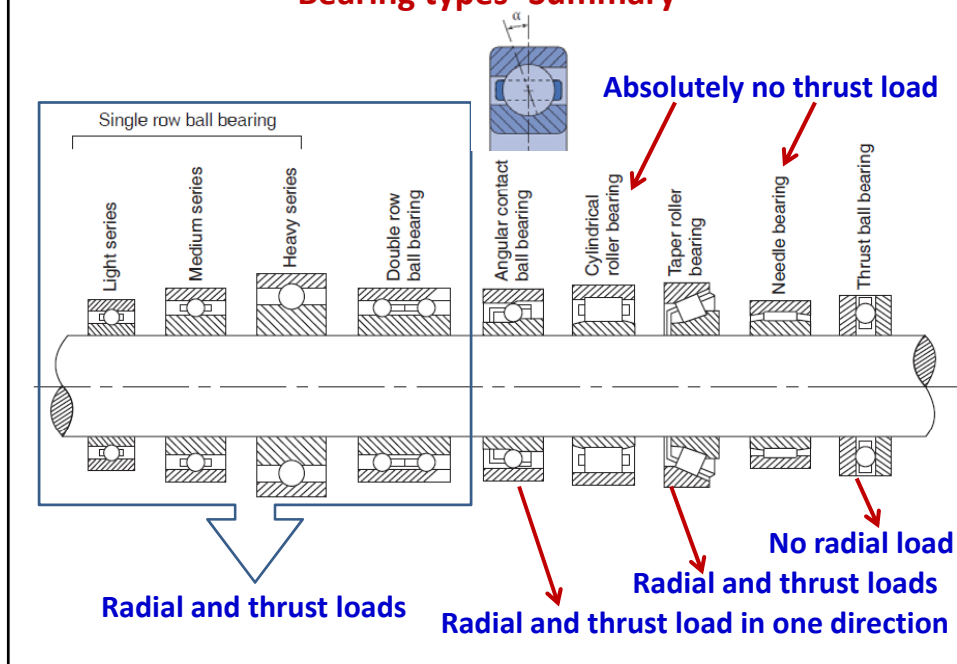 Bearing types Summary
α
Absolutely no thrust load
Single row ball bearing
Light series
Medium series
Heavy series
Double row
ball bearing
Angular contact
ball bearing
Cylindrical
roller bearing
Taper roller
bearing
Needle bearing
Thrust ball bearing
No radial load
Radial and thrust loads
Radial and thrust loads
Radial and thrust load in one direction